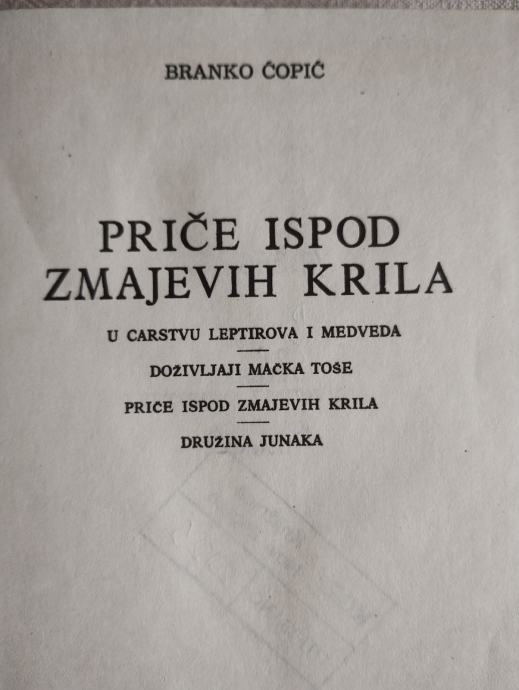 BRANKO ĆOPIĆ
PRIČE ISPOD
ZMAJEVIH KRILA
U CARSTVU LEPTIROVA I MEDVEDA
DOŽIVLJAJI MAČKA TOŠE
PRIČE ISPOD ZMAJEVIH KRILA
DRUŽINA JUNAKA